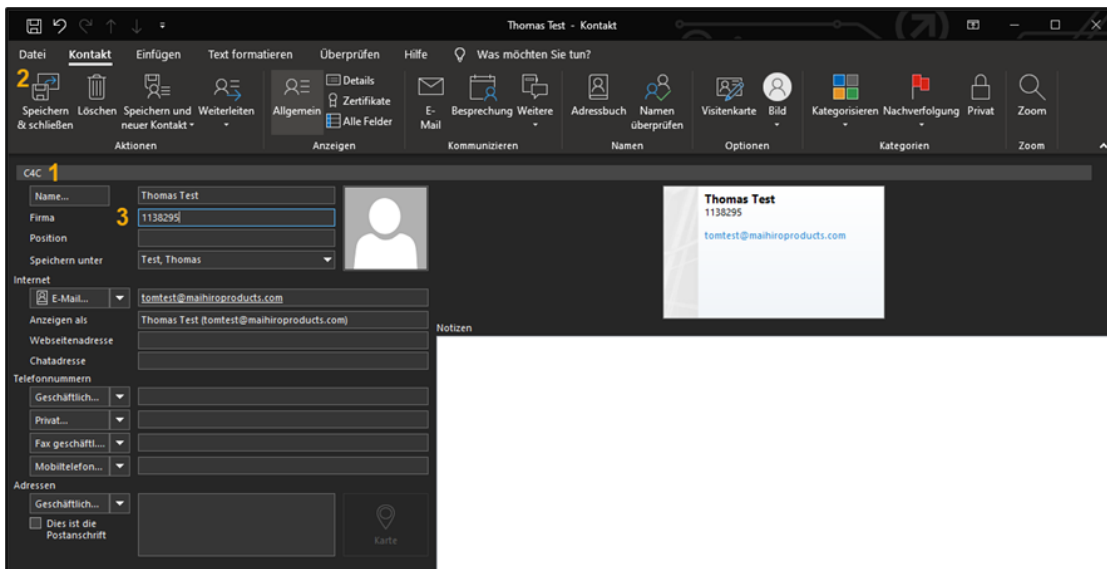 Thomas Test - Kontakt
Datei Kontakt Einfügen Text formatieren Überprüfen Hilfe Was möchten Sie tun?
2
Speichern & schließen
Löschen
Speichern und neuer Kontakt
Weiterleiten
Aktionen
Allgemein
Details
Zertifikate
Alle Felder
Anzeigen
E-Mail
Besprechung
Weitere
Kommunizieren
Adressbuch
Namen überprüfen
Namen
Visitenkarte
Bild
Optionen
Kategorisieren
Nachverfolgung
Privat
Kategorien
Zoom
Zoom
C4C 1
Name... Thomas Test
Firma 3 1138295
Position
Speichern unter Test, Thomas
Internet
E-Mail... tomtest@maihiroproducts.com
Anzeigen als Thomas Test (tomtest@maihiroproducts.com)
Webseitenadresse
Chatadresse
Telefonnummern
Geschäftlich...
Privat...
Fax geschäftl....
Mobiltelefon...
Adressen
Geschäftlich...
Dies ist die
Postanschrift
Karte
Thomas Test
1138295
tomtest@maihiroproducts.com
Notizen